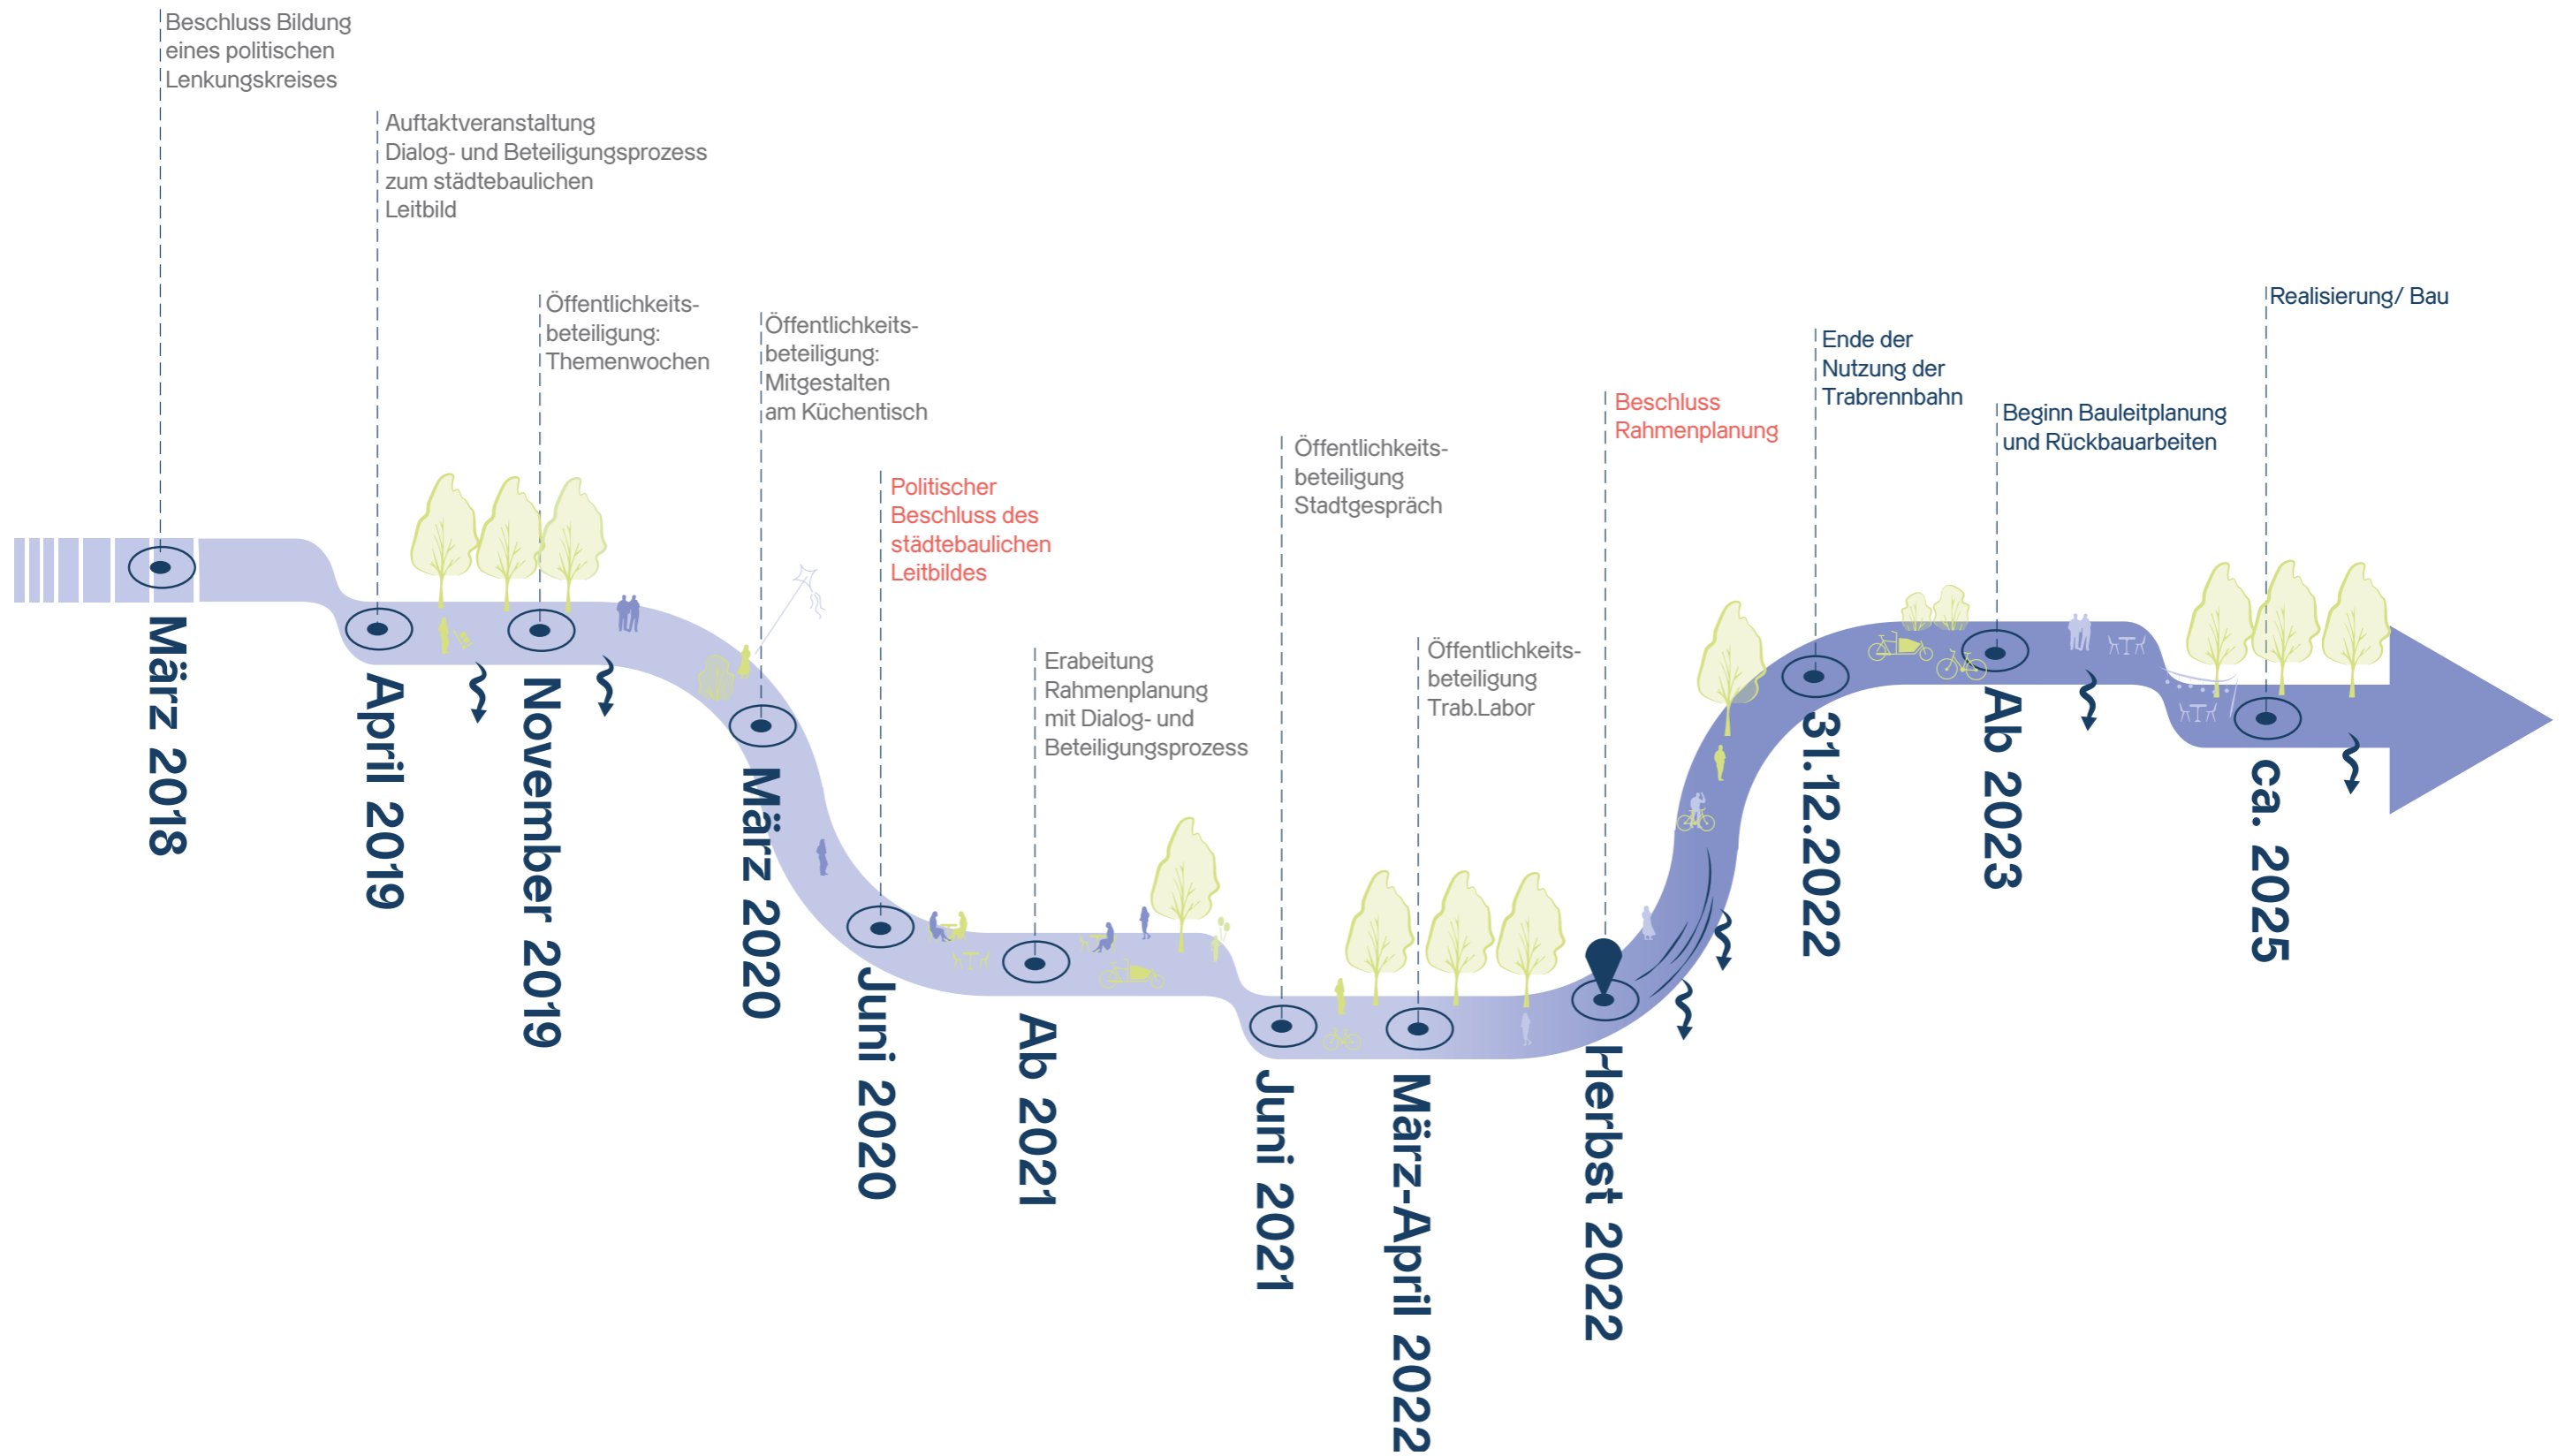 Beschluss Bildung
eines politischen
Lenkungskreises
März 2018
Auftaktveranstaltung
Dialog- und Beteiligungsprozess
zum städtebaulichen
Leitbild
April 2019
Öffentlichkeits-
beteiligung:
Themenwochen
November 2019
Öffentlichkeits-
beteiligung:
Mitgestalten
am Küchentisch
März 2020
Politischer
Beschluss des
städtebaulichen
Leitbildes
Juni 2020
Erabeitung
Rahmenplanung
mit Dialog- und
Beteiligungsprozess
Ab 2021
Öffentlichkeits-
beteiligung
Stadtgespräch
Juni 2021
Öffentlichkeits-
beteiligung
Trab.Labor
März-April 2022
Beschluss
Rahmenplanung
Herbst 2022
Ende der
Nutzung der
Trabrennbahn
31.12.2022
Beginn Bauleitplanung
und Rückbauarbeiten
Ab 2023
Realisierung/ Bau
ca. 2025